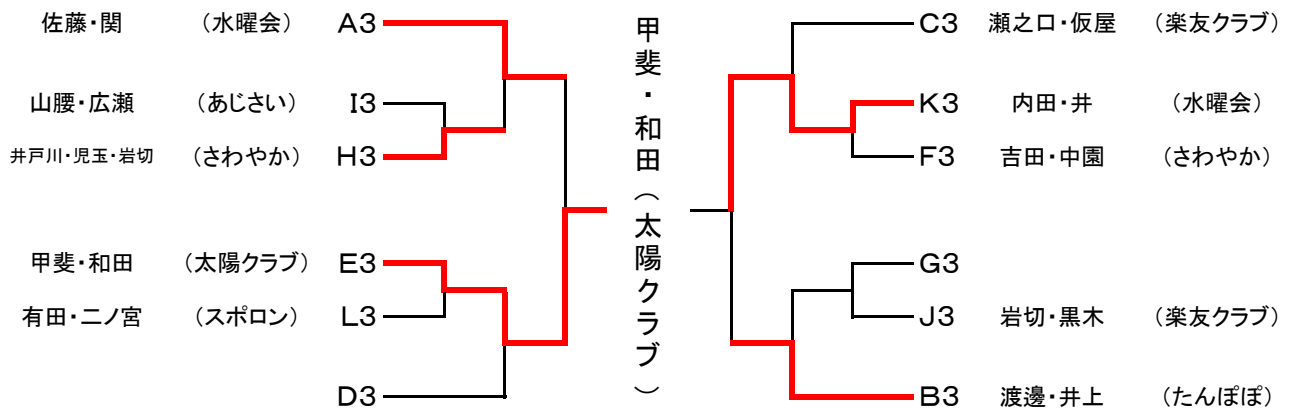 佐藤・関 (水曜会) A3
山腰・広瀬 (あじさい) I3
井戸川・児玉・岩切 (さわやか) H3
甲斐・和田 (太陽クラブ) E3
有田・二ノ宮 (スポロン) L3
D3
甲斐・和田(太陽クラブ)
C3 瀬之口・仮屋 (楽友クラブ)
K3 内田・井 (水曜会)
F3 吉田・中園 (さわやか)
G3
J3 岩切・黒木 (楽友クラブ)
B3 渡邊・井上 (たんぽぽ)